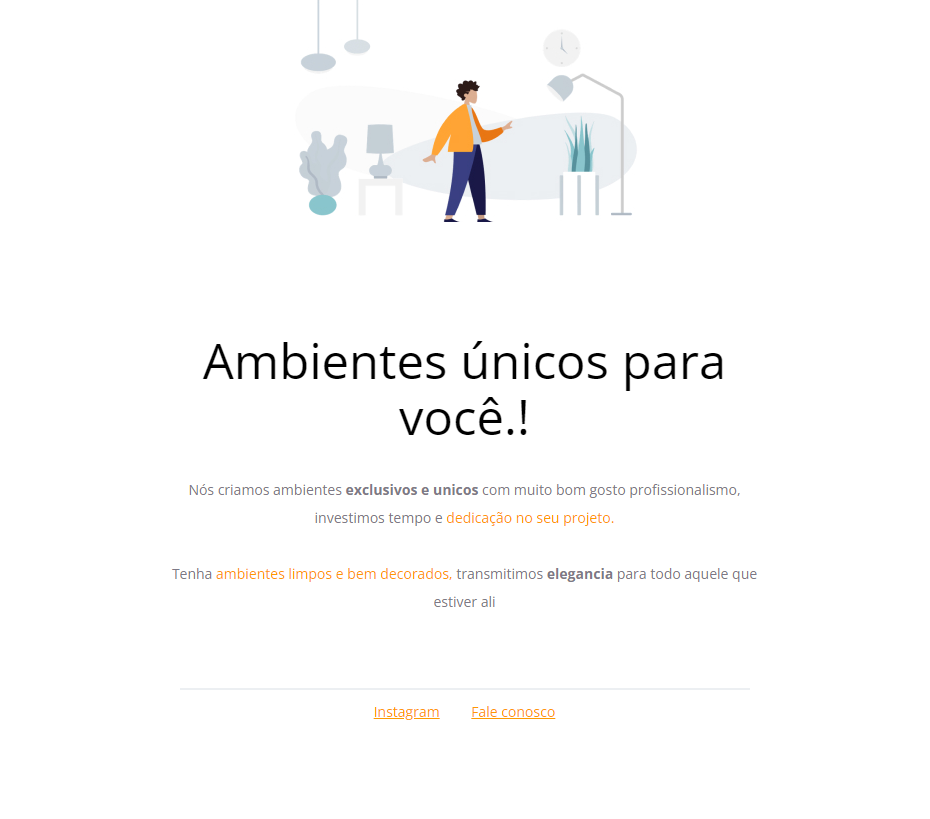 Ambientes únicos para
você.!
Nós criamos ambientes exclusivos e unicos com muito bom gosto profissionalismo,
investimos tempo e dedicação no seu projeto.
Tenha ambientes limpos e bem decorados, transmitimos elegancia para todo aquele que
estiver ali
Instagram Fale conosco